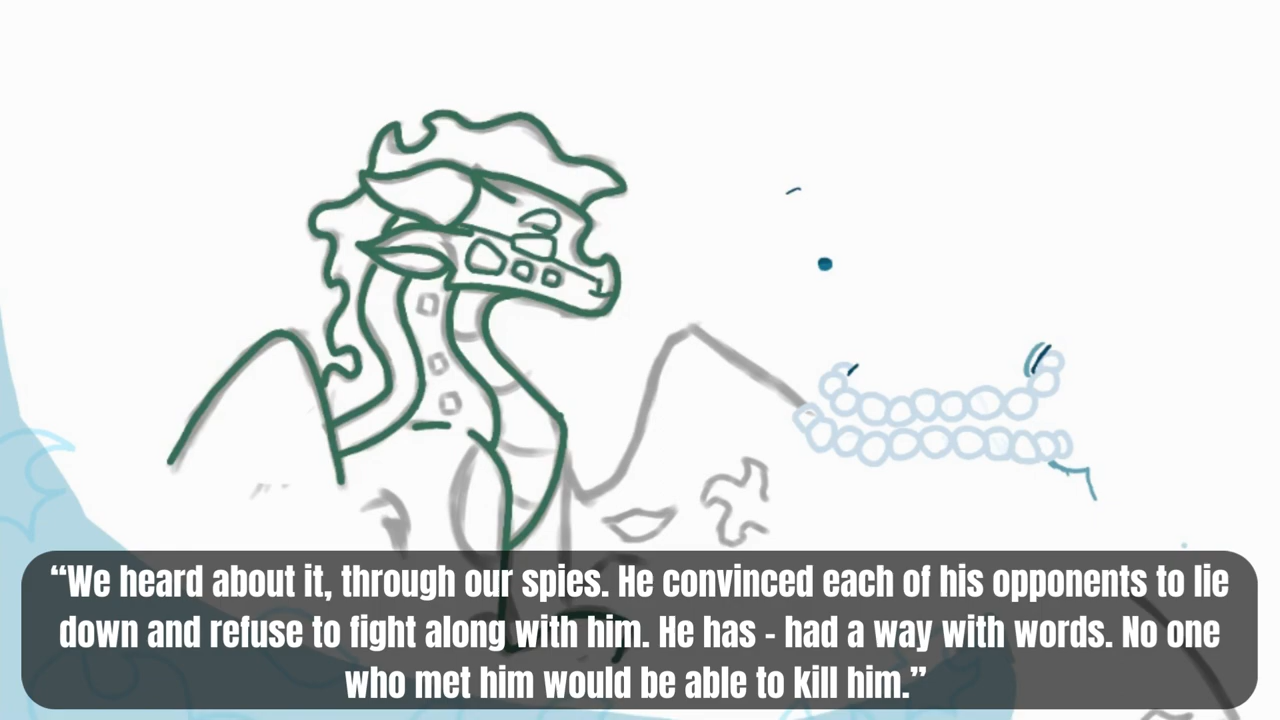 “We heard about it, through our spies. He convinced each of his opponents to lie
down and refuse to fight along with him. He has - had a way with words. No one
who met him would be able to kill him.”